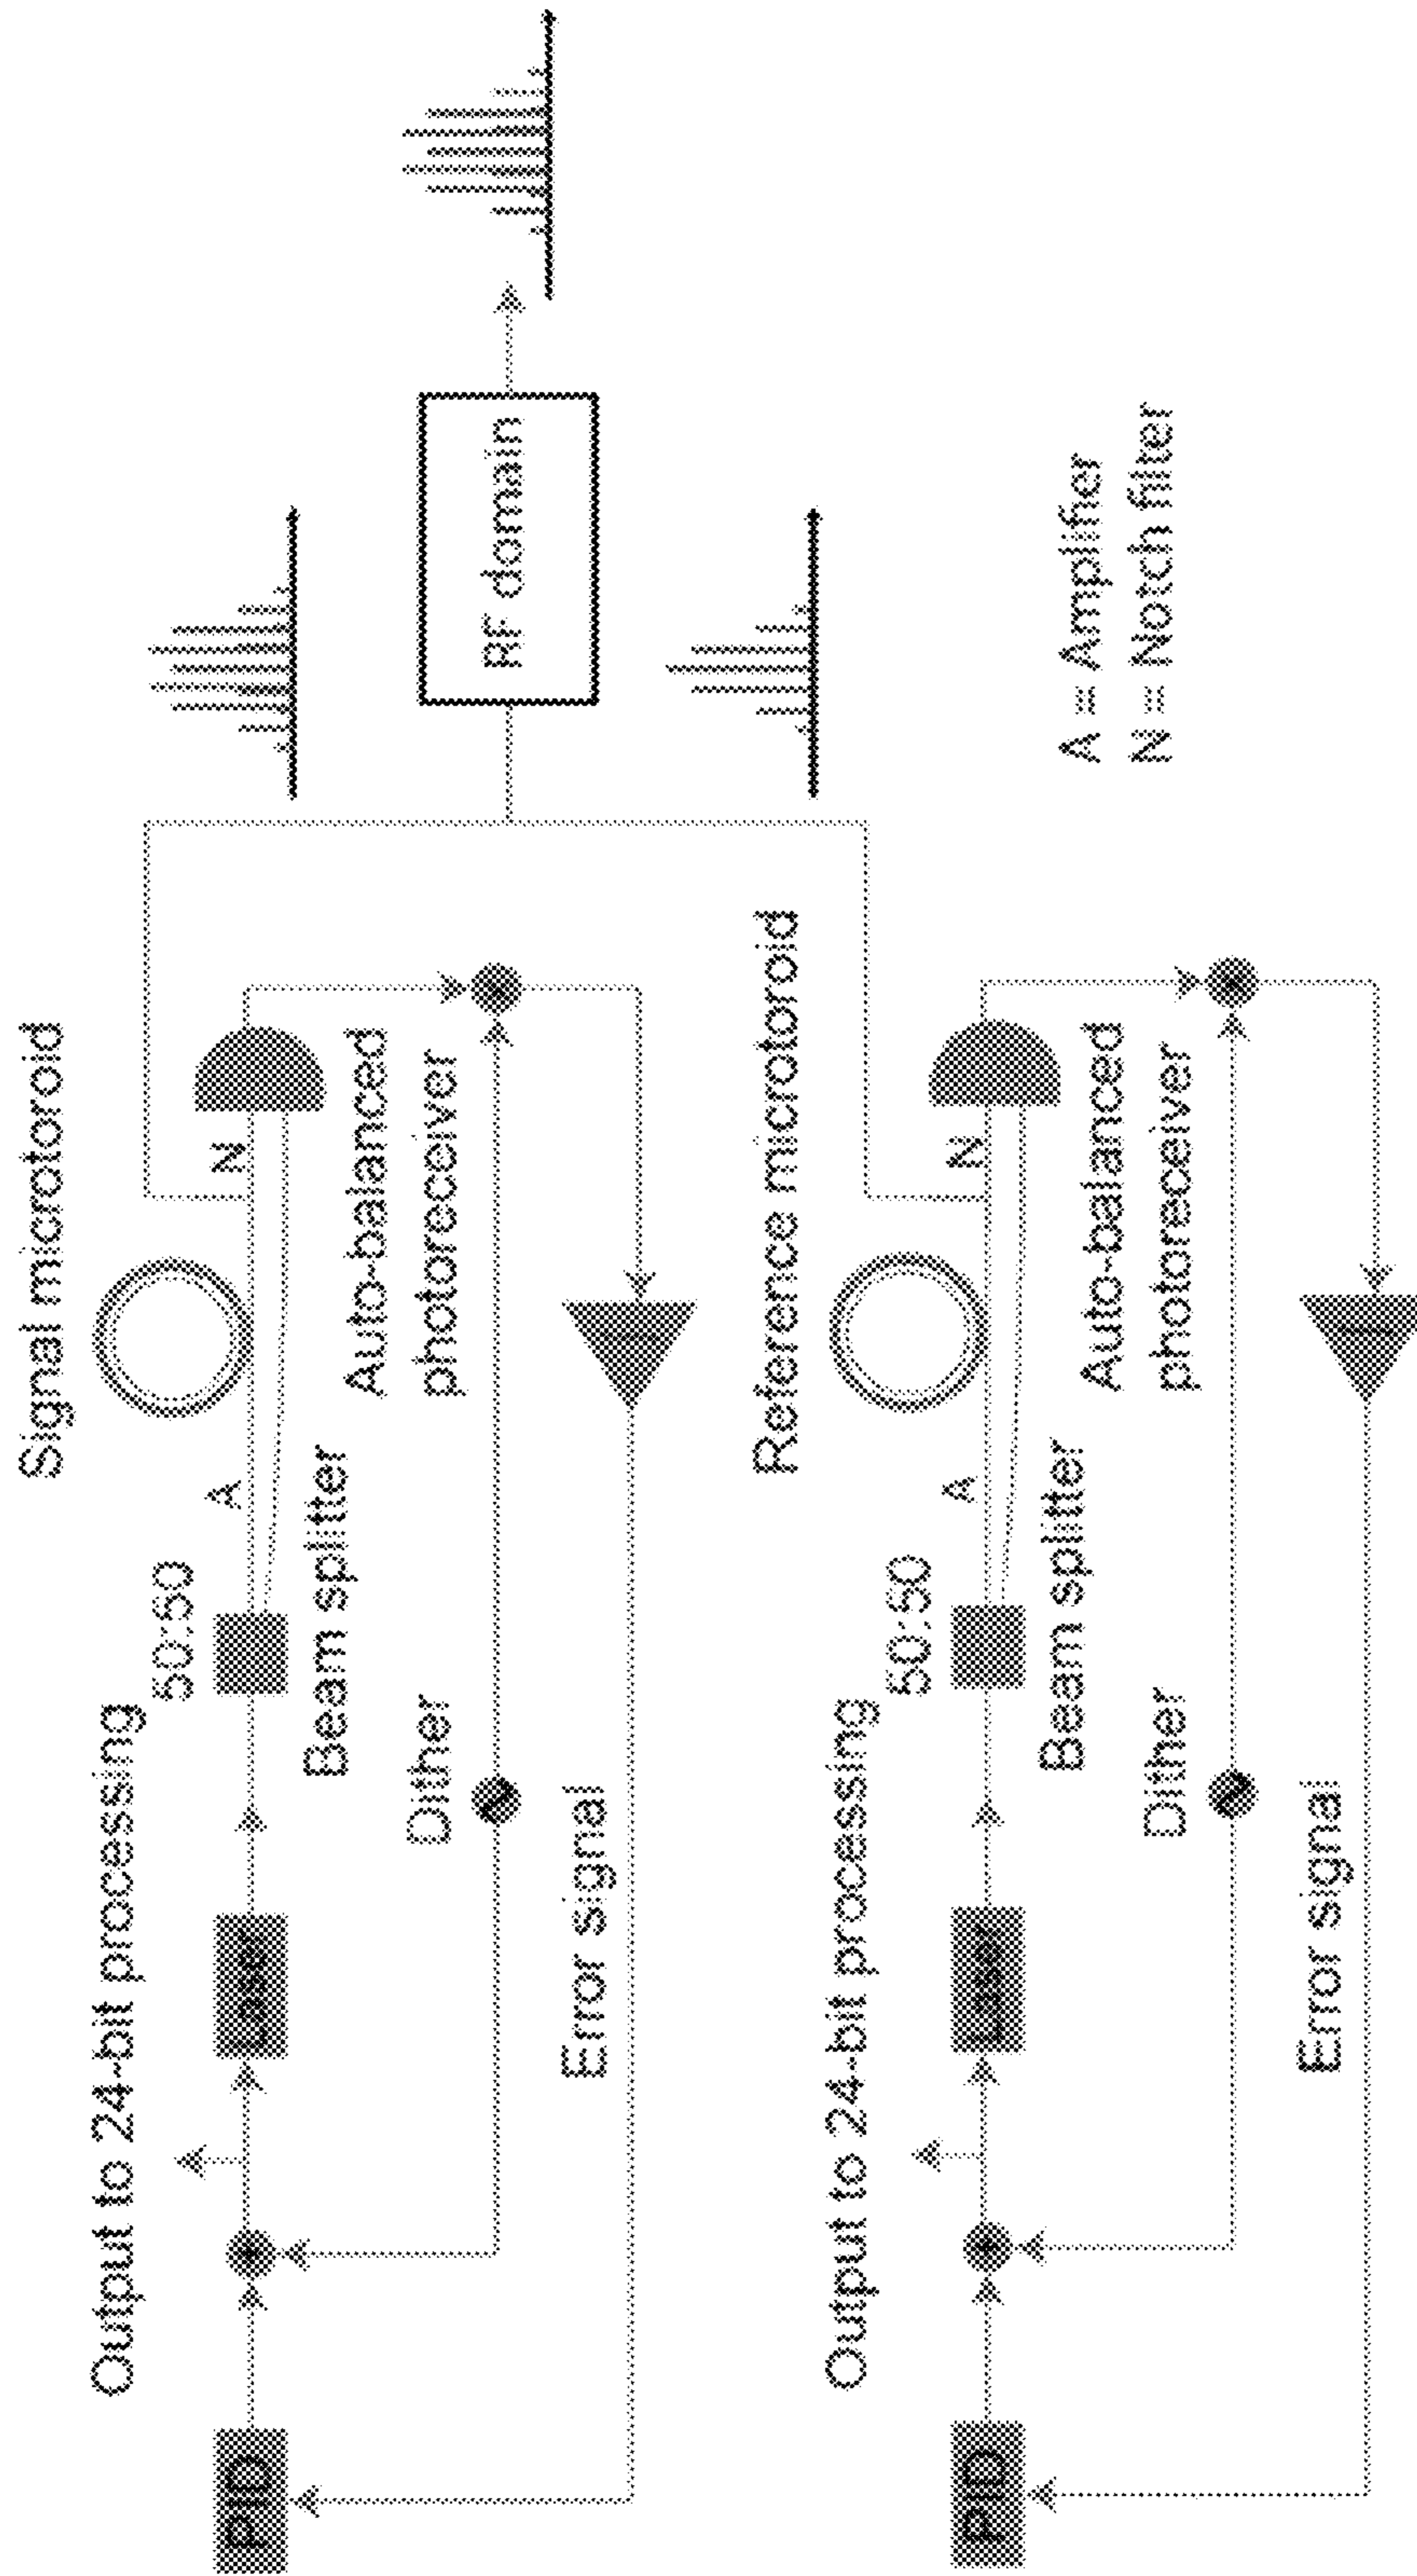 Signal microtoroid
Output to 24-bit processing
50:50
A
N
PID
Laser
Beam splitter
Auto-balanced
photoreceiver
Dither
Error signal
RF domain
Reference microtoroid
Output to 24-bit processing
50:50
A
N
PID
Laser
Beam splitter
Auto-balanced
photoreceiver
Dither
Error signal
A = Amplifier
N = Notch filter